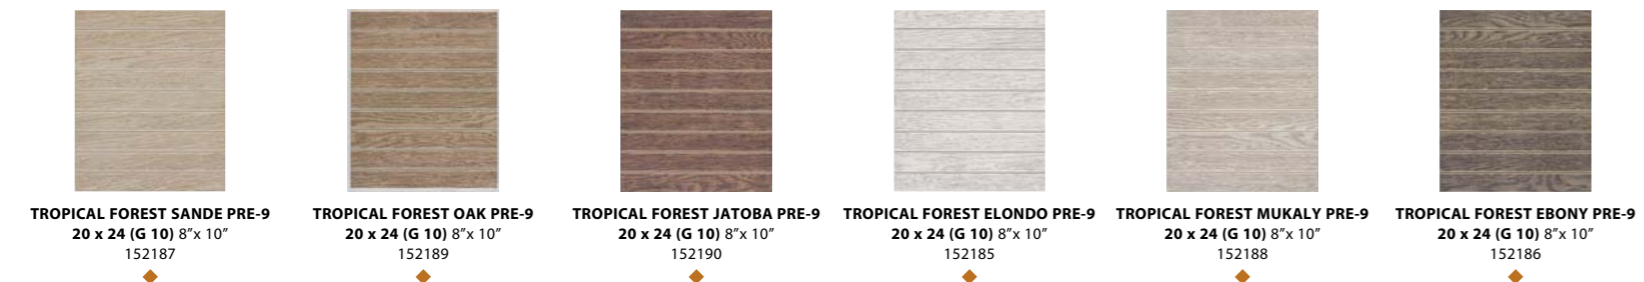 TROPICAL FOREST SANDE PRE-9
20 x 24 (G 10) 8”x 10”
152187
TROPICAL FOREST OAK PRE-9
20 x 24 (G 10) 8”x 10”
152189
TROPICAL FOREST JATOBA PRE-9
20 x 24 (G 10) 8”x 10”
152190
TROPICAL FOREST ELONDO PRE-9
20 x 24 (G 10) 8”x 10”
152185
TROPICAL FOREST MUKALY PRE-9
20 x 24 (G 10) 8”x 10”
152188
TROPICAL FOREST EBONY PRE-9
20 x 24 (G 10) 8”x 10”
152186